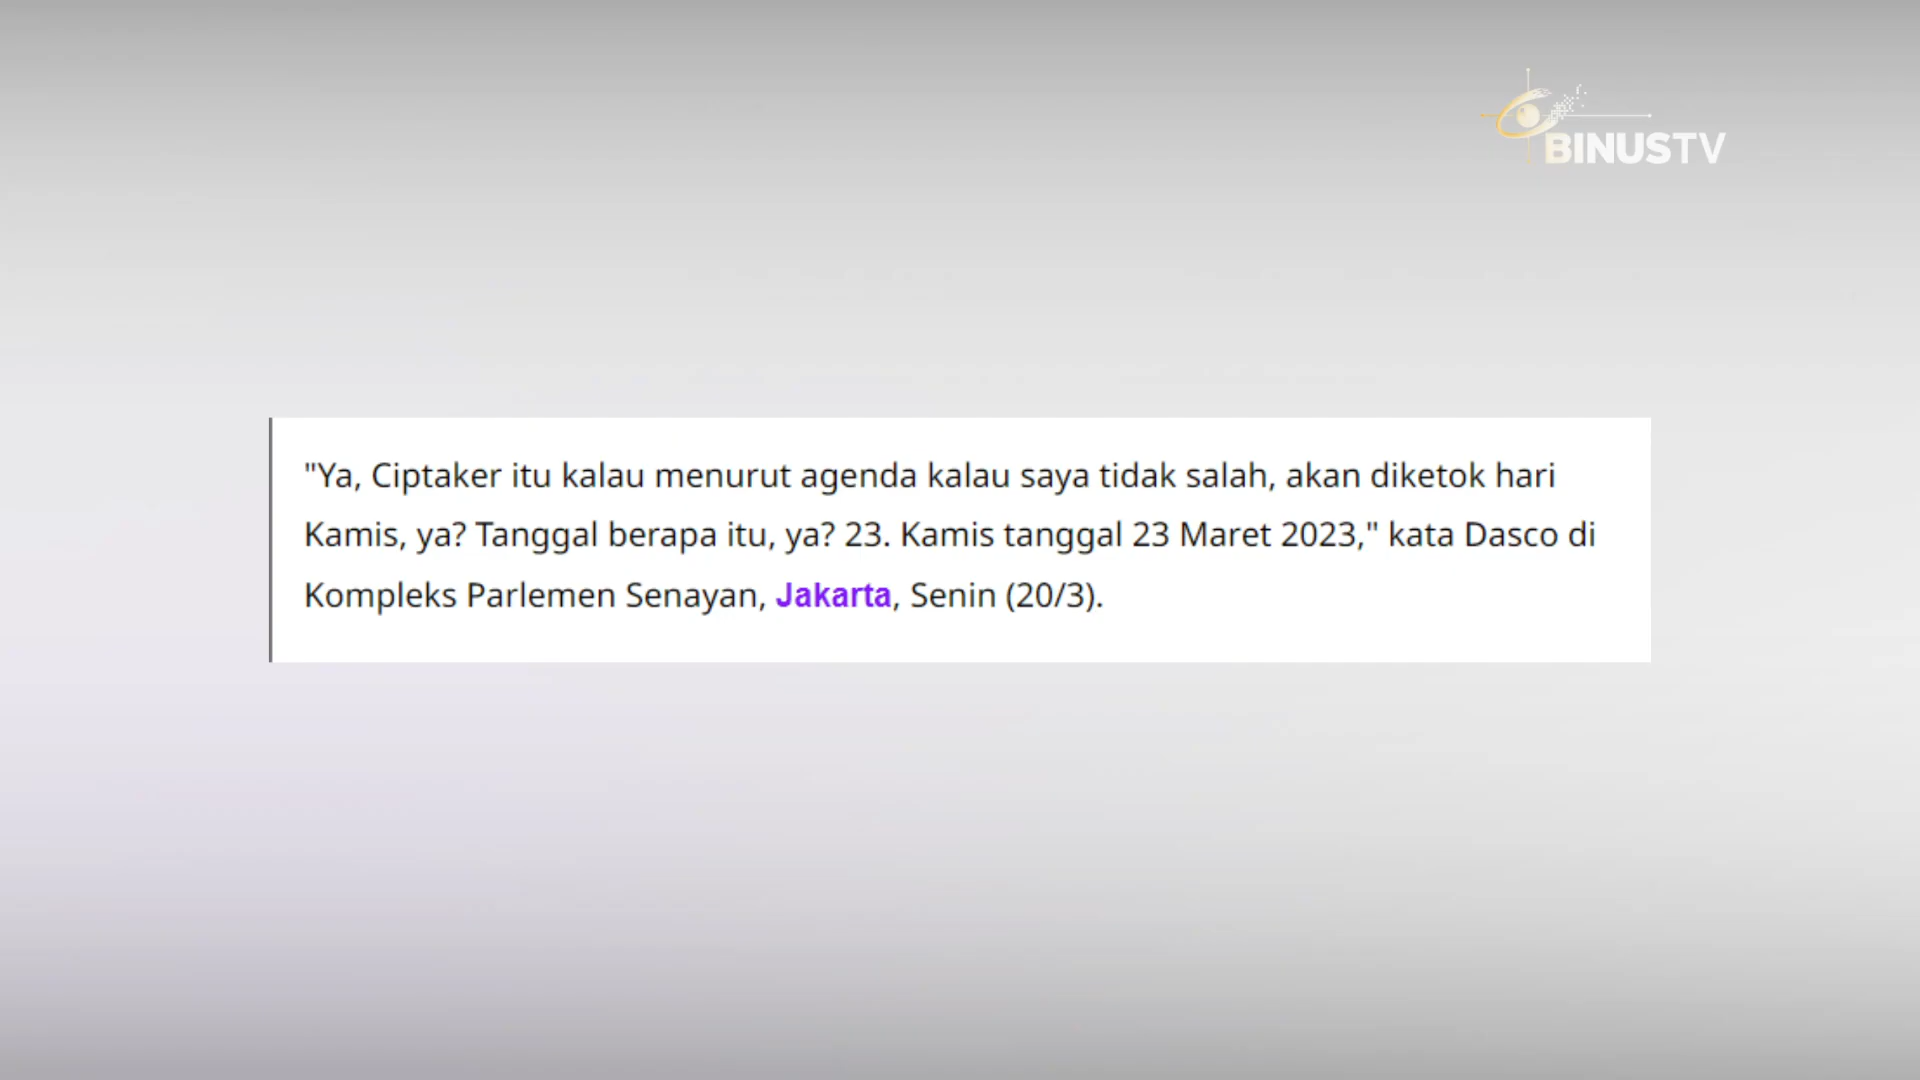 BINUSTV
"Ya, Ciptaker itu kalau menurut agenda kalau saya tidak salah, akan diketok hari
Kamis, ya? Tanggal berapa itu, ya? 23. Kamis tanggal 23 Maret 2023," kata Dasco di
Kompleks Parlemen Senayan, Jakarta, Senin (20/3).